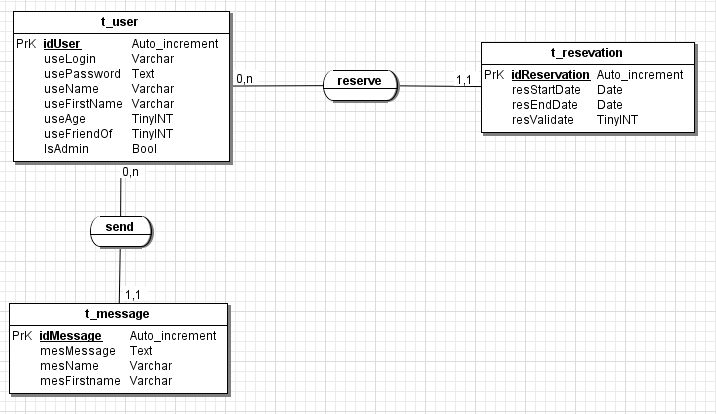 t_user
PrK idUser Auto_increment
useLogin Varchar
usePassword Text
useName Varchar
useFirstName Varchar
useAge TinyINT
useFriendOf TinyINT
IsAdmin Bool
0,n
reserve
1,1
t_resevation
PrK idReservation Auto_increment
resStartDate Date
resEndDate Date
resValidate TinyINT
0,n
send
1,1
t_message
PrK idMessage Auto_increment
mesMessage Text
mesName Varchar
mesFirstname Varchar